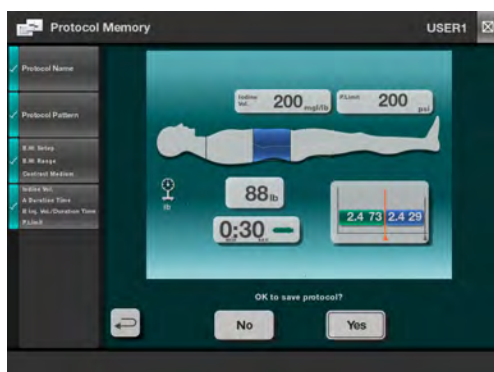 Protocol Memory
USER1
Protocol Name
Protocol Pattern
B.W. Setup
B.W. Range
Contrast Medium
Iodine Vol.
A Duration Time
B Inj. Vol./Duration Time
P.Limit
Iodine Vol. 200 mgI/lb
P.Limit 200 psi
lb
88 lb
0:30
2.4 73 2.4 29
OK to save protocol?
No
Yes